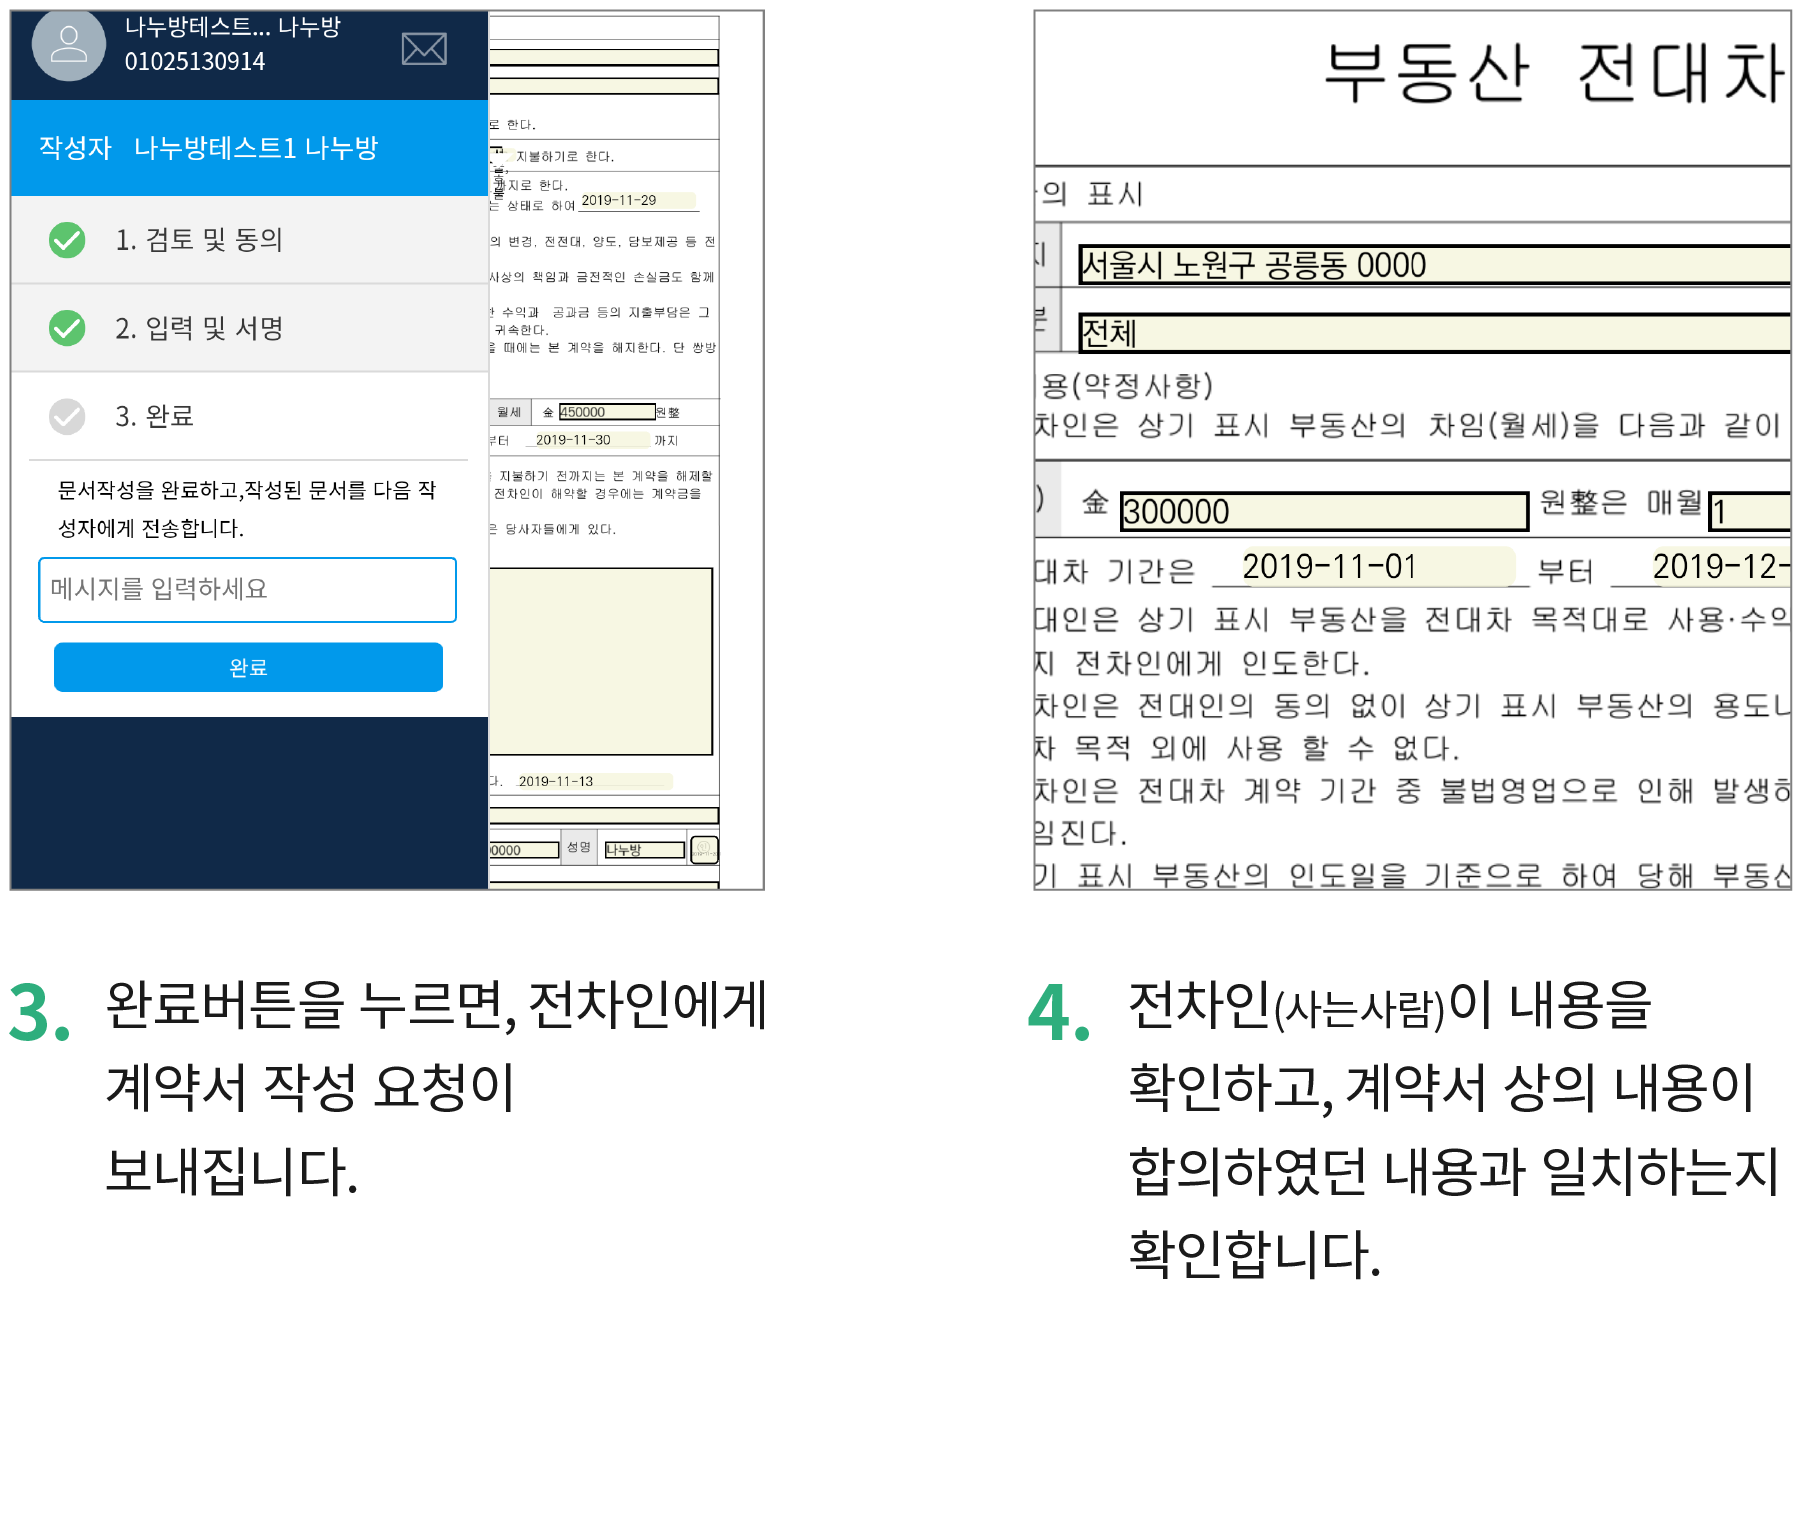 나누방테스트... 나누방
01025130914
작성자 나누방테스트1 나누방
1. 검토 및 동의
2. 입력 및 서명
3. 완료
문서작성을 완료하고,작성된 문서를 다음 작
성자에게 전송합니다.
메시지를 입력하세요
완료
로 한다.
지불하기로 한다.
까지로 한다.
는 상태로 하여 2019-11-29
의 변경, 전전대, 양도, 담보제공 등 전
사상의 책임과 금전적인 손실금도 함께
한 수익과 공과금 등의 지출부담은 그
귀속한다.
을 때에는 본 계약을 해지한다. 단 쌍방
월세 金 450000 원整
부터 2019-11-30 까지
지불하기 전까지는 본 계약을 해제할
전차인이 해약할 경우에는 계약금을
은 당사자들에게 있다.
다. 2019-11-13
00000 성명 나누방
부동산 전대차
의 표시
지 서울시 노원구 공릉동 0000
분 전체
용(약정사항)
차인은 상기 표시 부동산의 차임(월세)을 다음과 같이
) 金 300000 원整은 매월 1
대차 기간은 2019-11-01 부터 2019-12-
대인은 상기 표시 부동산을 전대차 목적대로 사용·수익
지 전차인에게 인도한다.
차인은 전대인의 동의 없이 상기 표시 부동산의 용도나
차 목적 외에 사용 할 수 없다.
차인은 전대차 계약 기간 중 불법영업으로 인해 발생하
임진다.
기 표시 부동산의 인도일을 기준으로 하여 당해 부동산
3. 완료버튼을 누르면, 전차인에게
계약서 작성 요청이
보내집니다.
4. 전차인(사는사람)이 내용을
확인하고, 계약서 상의 내용이
합의하였던 내용과 일치하는지
확인합니다.